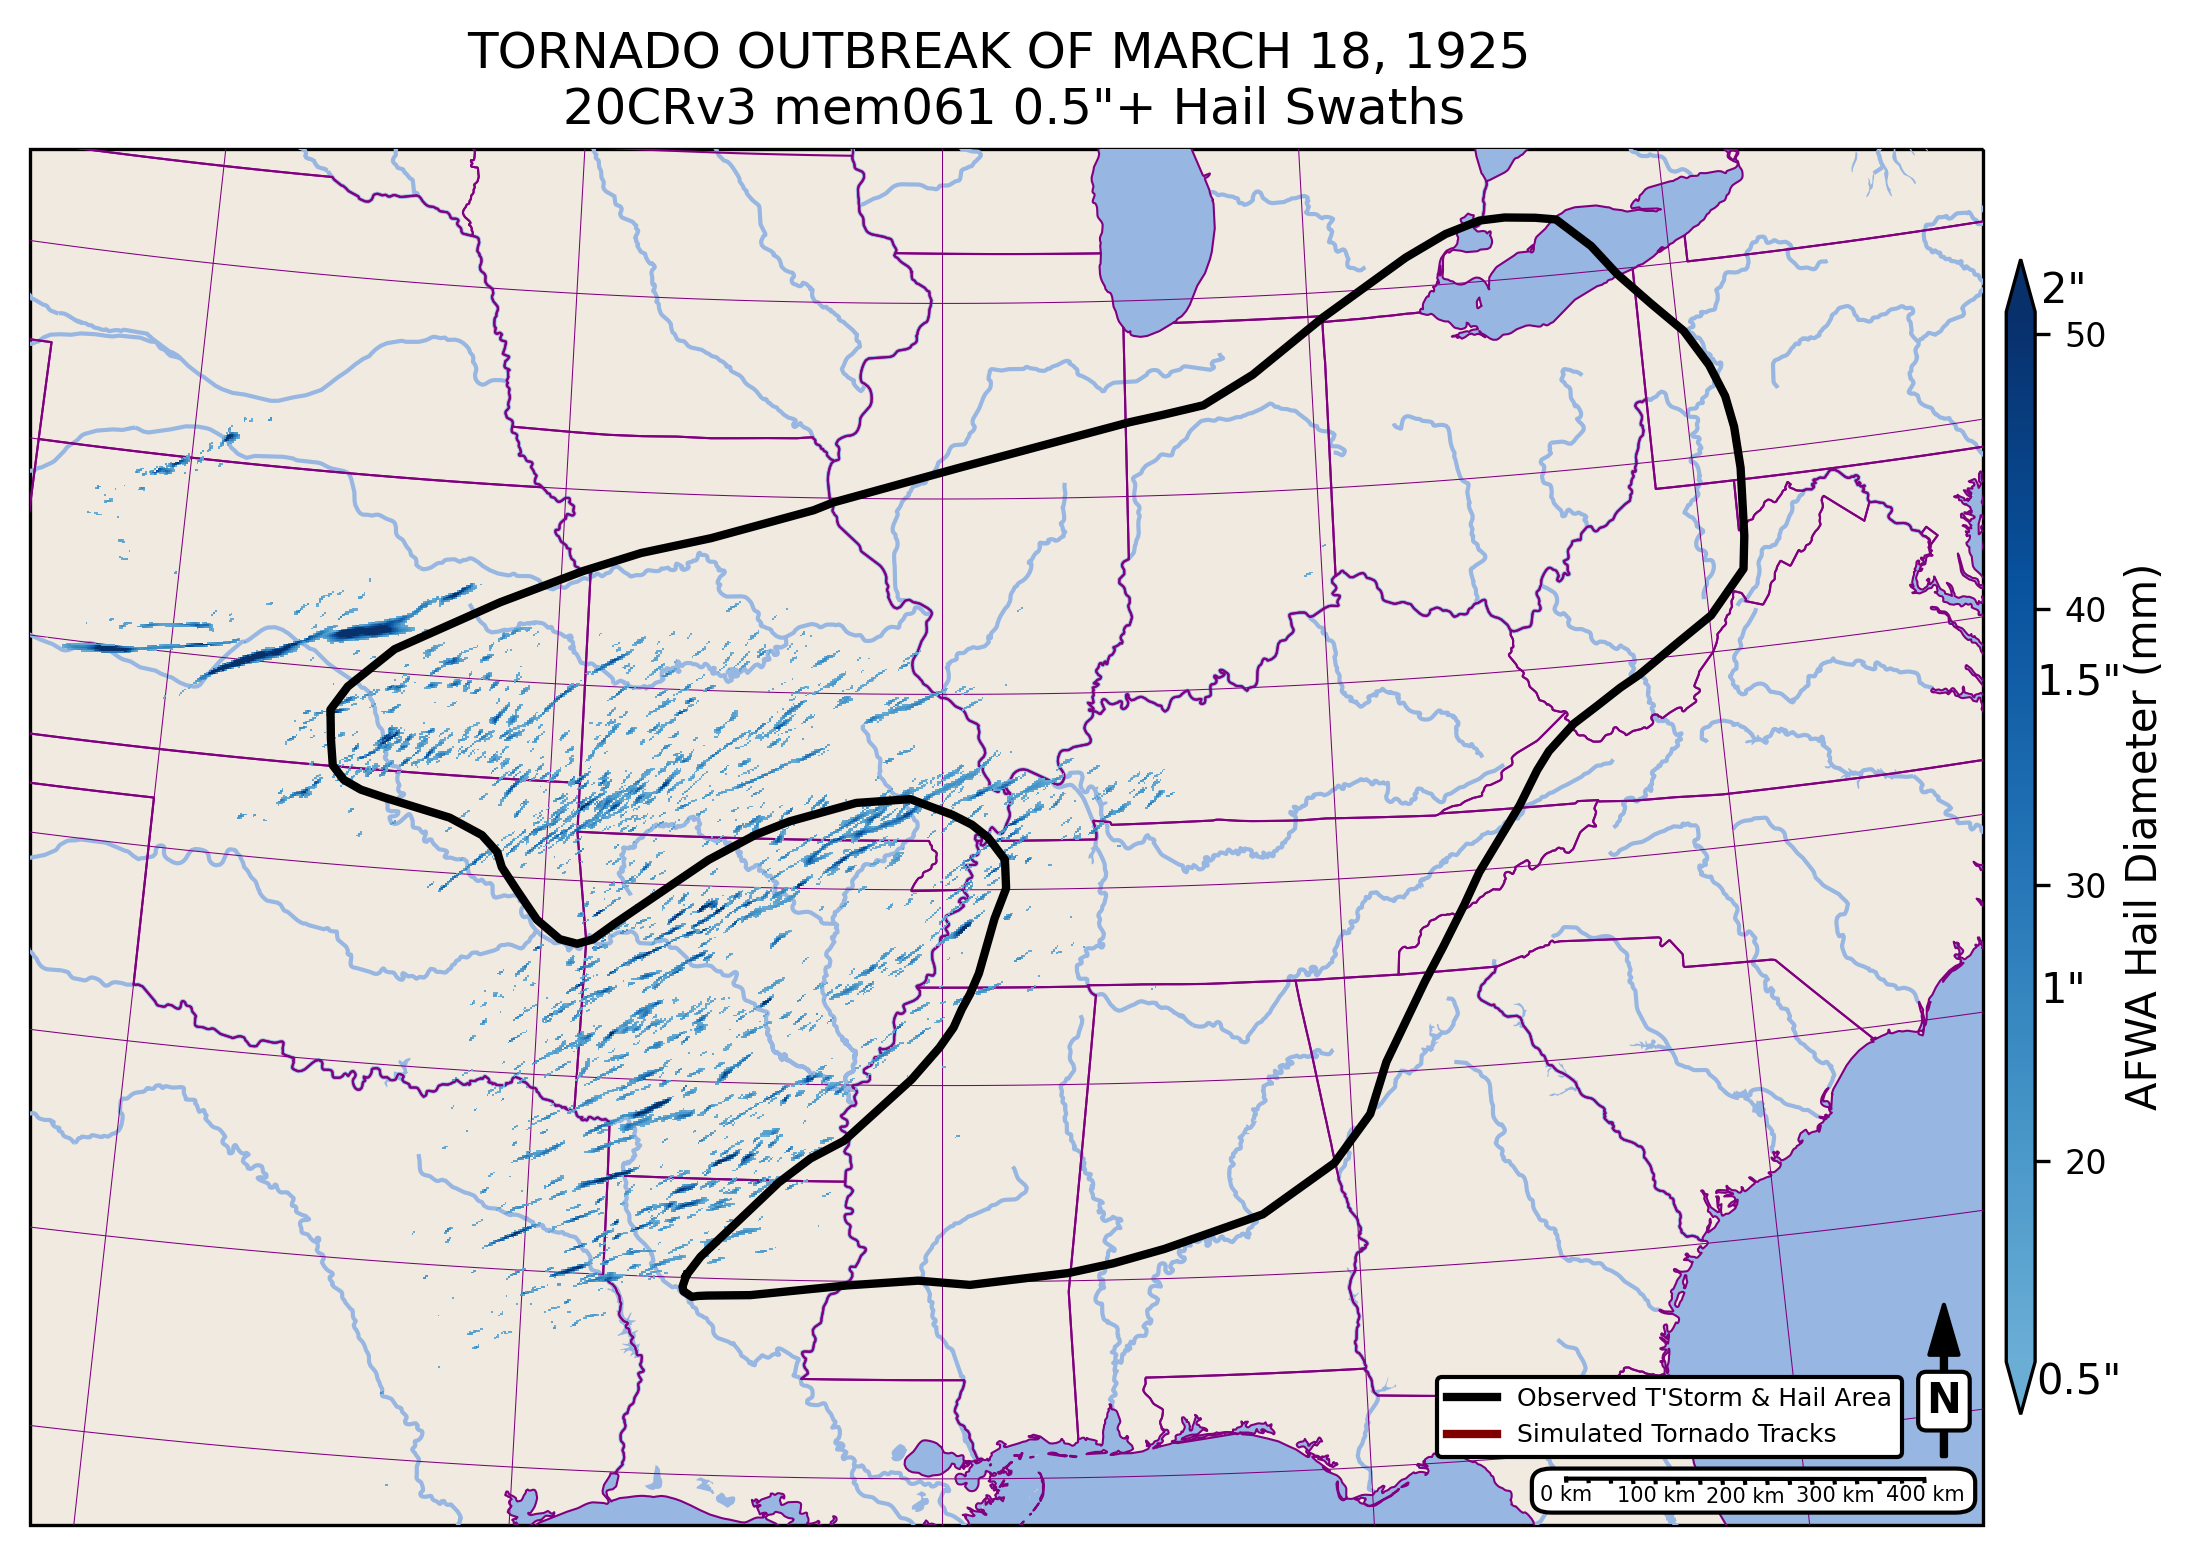 TORNADO OUTBREAK OF MARCH 18, 1925
20CRv3 mem061 0.5"+ Hail Swaths
2"
50
40
1.5"
30
1"
20
0.5"
AFWA Hail Diameter (mm)
Observed T'Storm & Hail Area
Simulated Tornado Tracks
N
0 km 100 km 200 km 300 km 400 km